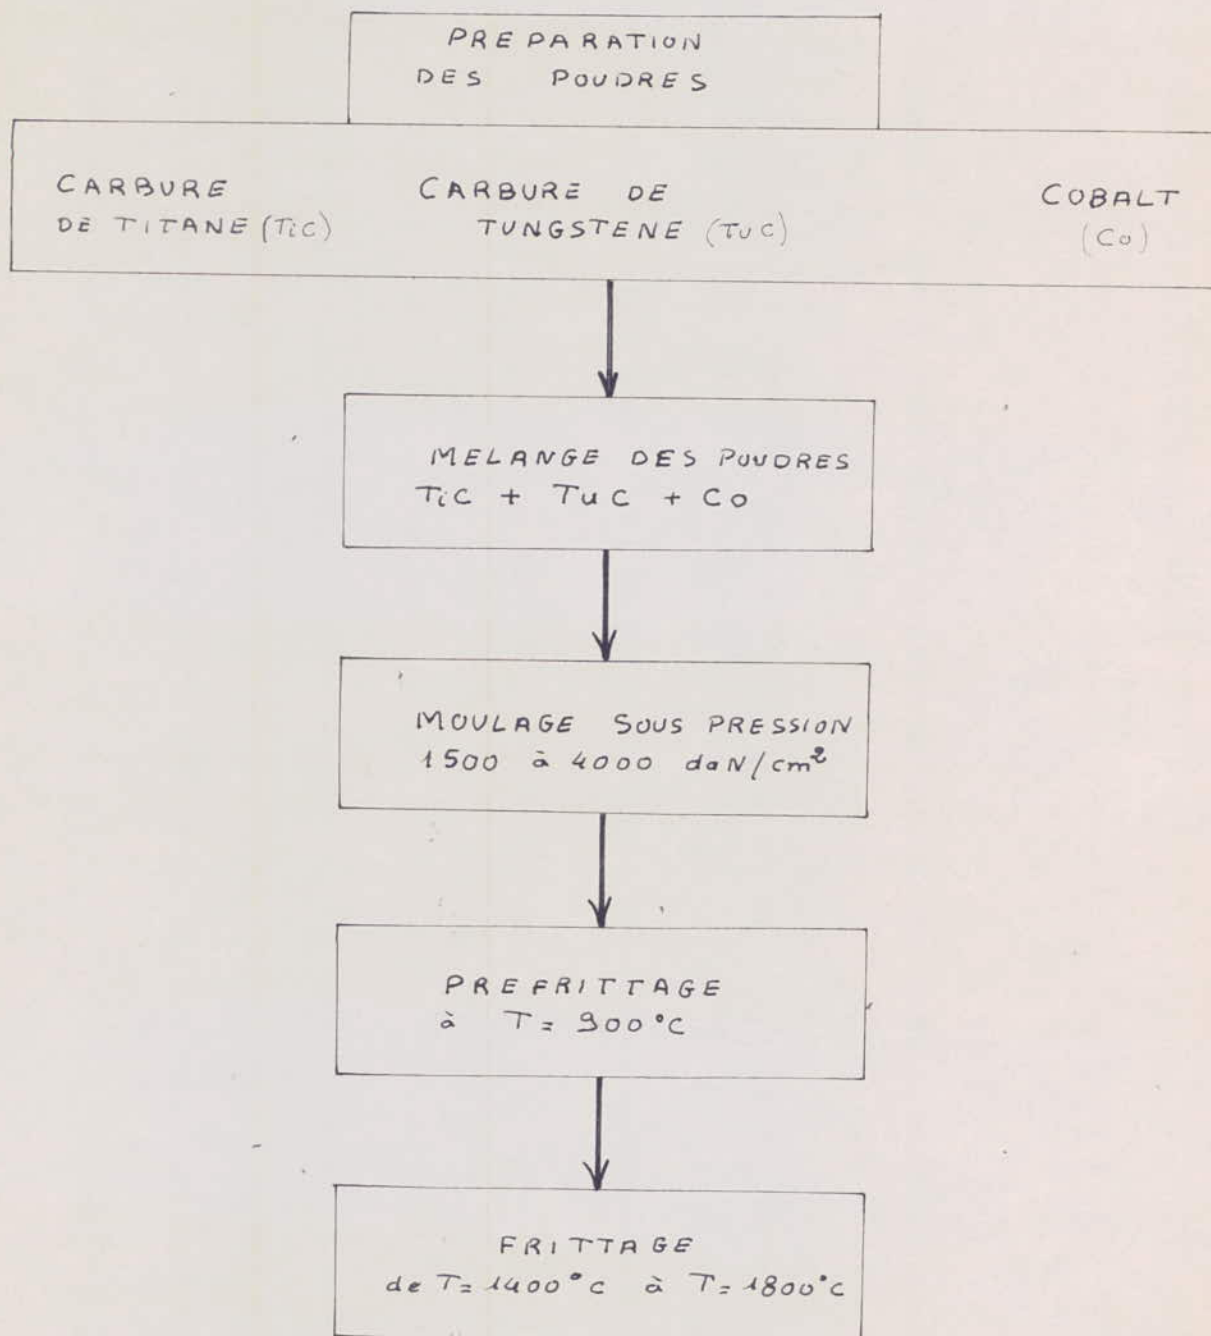 PREPARATION
DES POUDRES
CARBURE CARBURE DE COBALT
DE TITANE (TiC) TUNGSTENE (TUC) (Co)
MELANGE DES POUDRES
TiC + TuC + Co
MOULAGE SOUS PRESSION
1500 à 4000 daN/cm²
PREFRITTAGE
à T= 900°C
FRITTAGE
de T= 1400°C à T= 1800°C